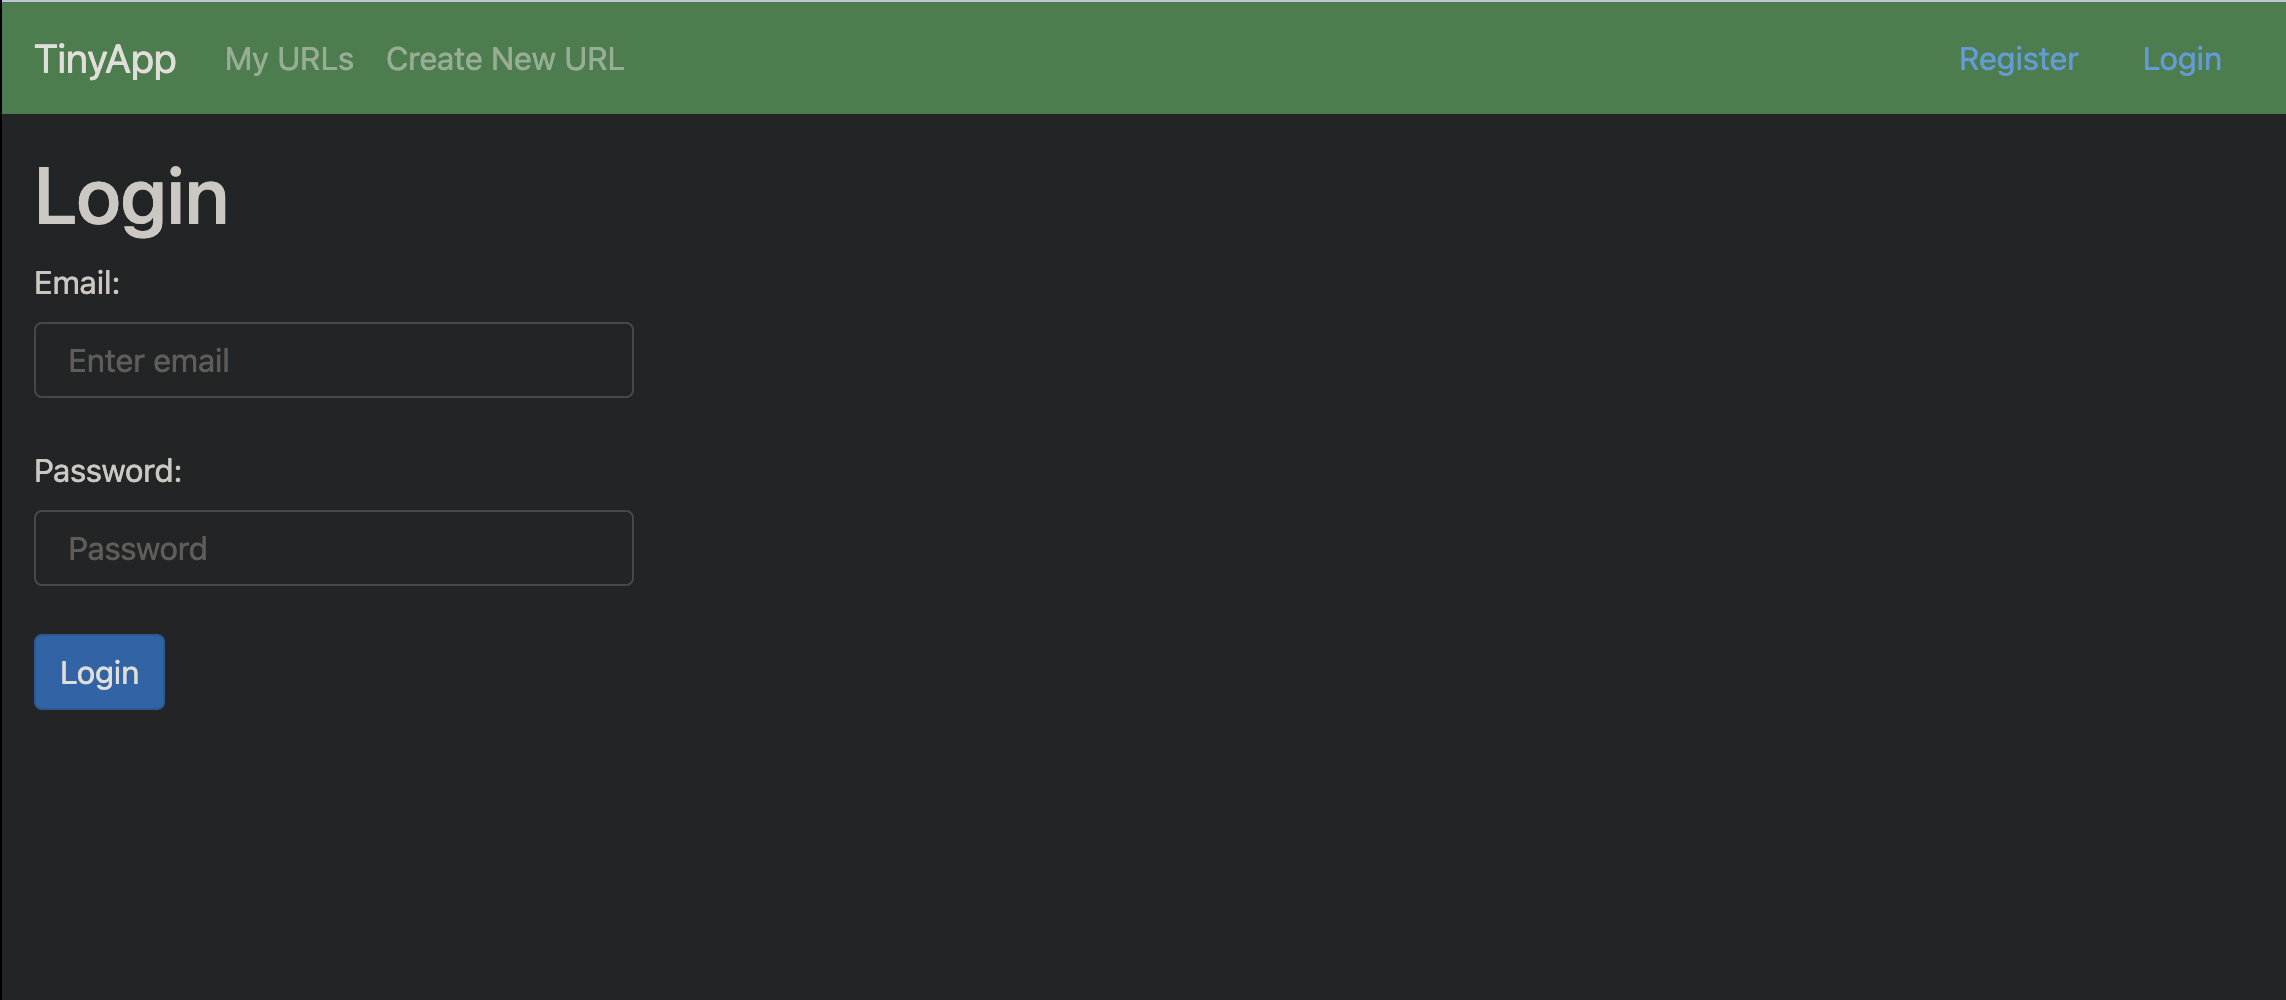 TinyApp My URLs Create New URL Register Login
Login
Email:
Enter email
Password:
Password
Login